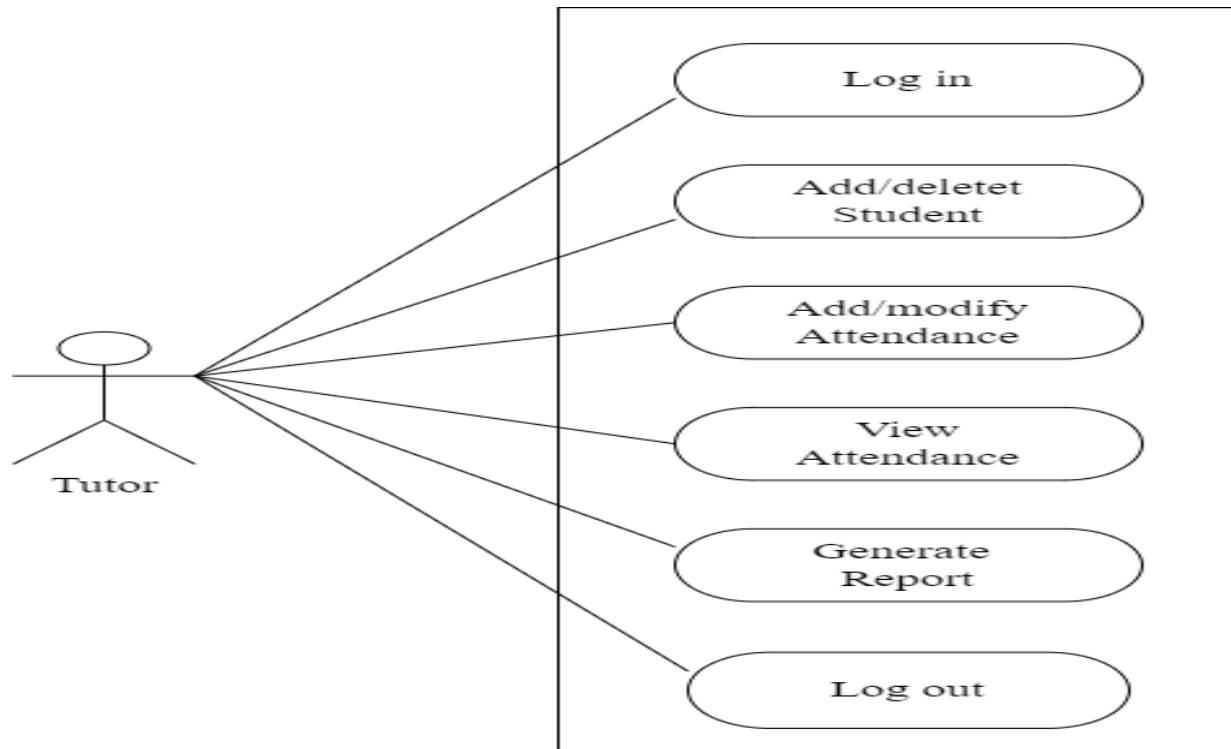 Log in
Add/deletet
Student
Add/modify
Attendance
View
Attendance
Tutor
Generate
Report
Log out